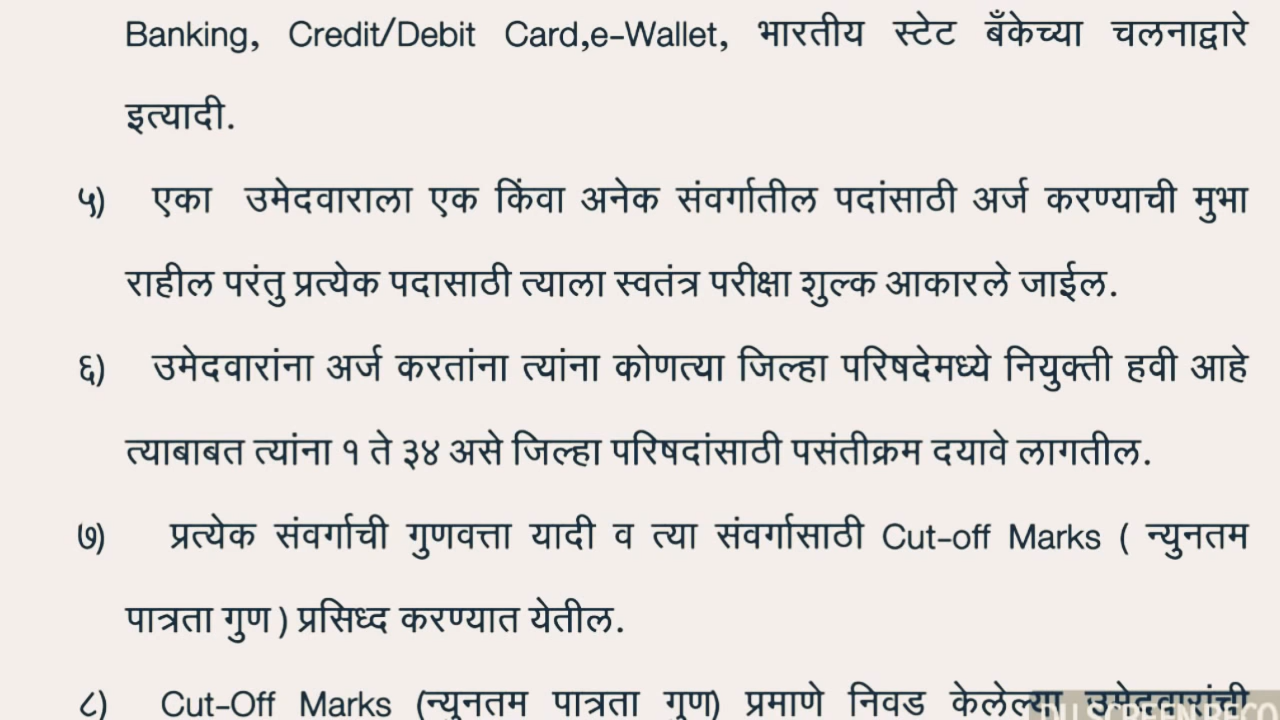 Banking, Credit/Debit Card,e-Wallet, भारतीय स्टेट बँकेच्या चलनाद्वारे
इत्यादी.
५) एका उमेदवाराला एक किंवा अनेक संवर्गातील पदांसाठी अर्ज करण्याची मुभा
राहील परंतु प्रत्येक पदासाठी त्याला स्वतंत्र परीक्षा शुल्क आकारले जाईल.
६) उमेदवारांना अर्ज करतांना त्यांना कोणत्या जिल्हा परिषदेमध्ये नियुक्ती हवी आहे
त्याबाबत त्यांना १ ते ३४ असे जिल्हा परिषदांसाठी पसंतीक्रम दयावे लागतील.
७) प्रत्येक संवर्गाची गुणवत्ता यादी व त्या संवर्गासाठी Cut-off Marks ( न्युनतम
पात्रता गुण ) प्रसिध्द करण्यात येतील.
८) Cut-Off Marks (न्युनतम पात्रता गुण) प्रमाणे निवड केलेल्या उमेदवारांची